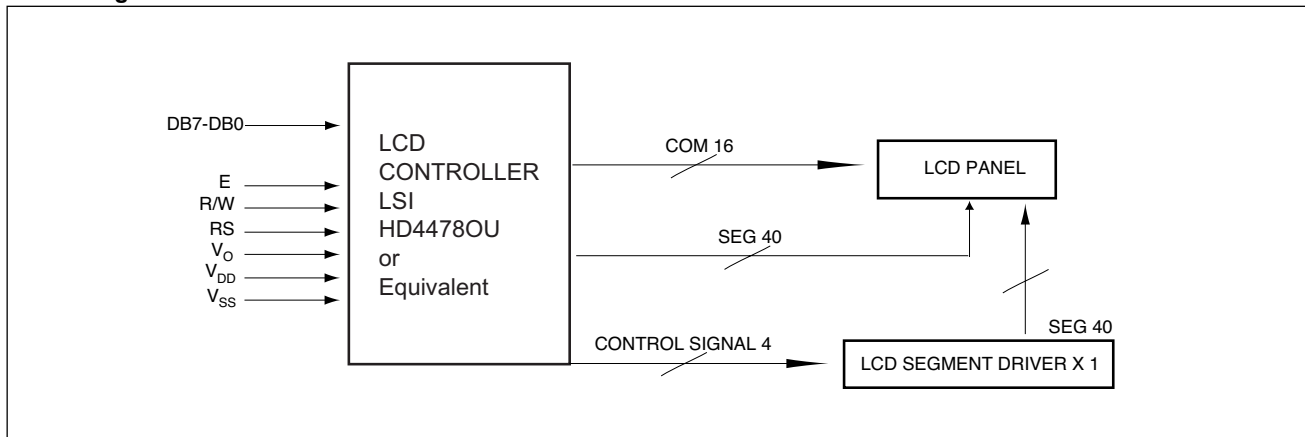 DB7-DB0
E
R/W
RS
VO
VDD
VSS
LCD
CONTROLLER
LSI
HD4478OU
or
Equivalent
COM 16
SEG 40
CONTROL SIGNAL 4
LCD PANEL
SEG 40
LCD SEGMENT DRIVER X 1